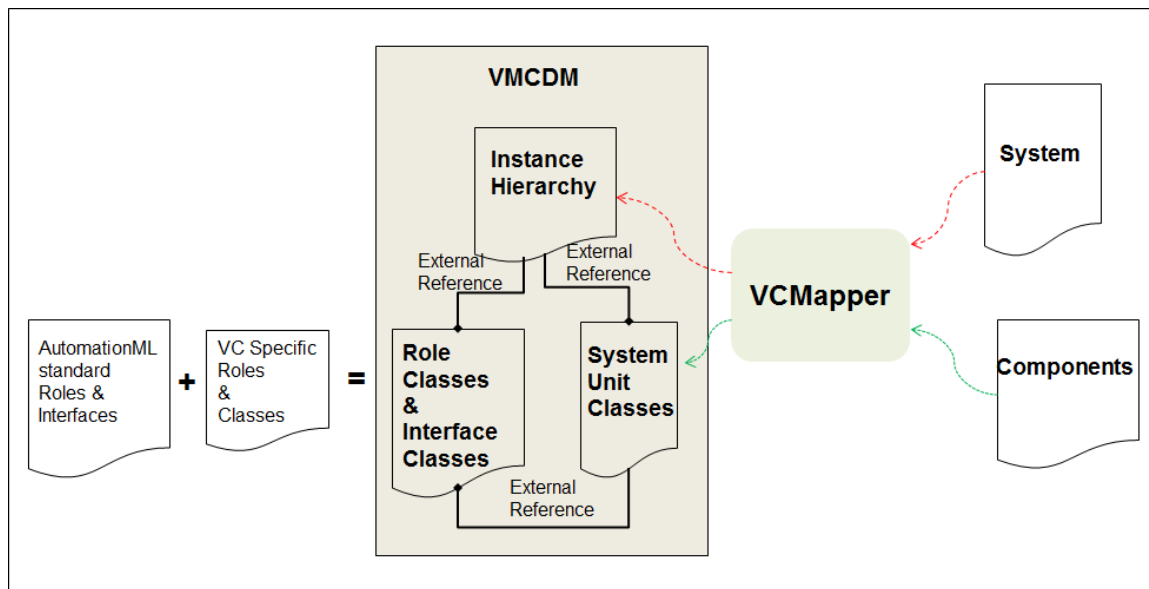 VMCDM
Instance
Hierarchy
System
External
Reference
External
Reference
VCMapper
AutomationML
standard
Roles &
Interfaces
+
VC Specific
Roles
&
Classes
=
Role
Classes
&
Interface
Classes
System
Unit
Classes
Components
External
Reference